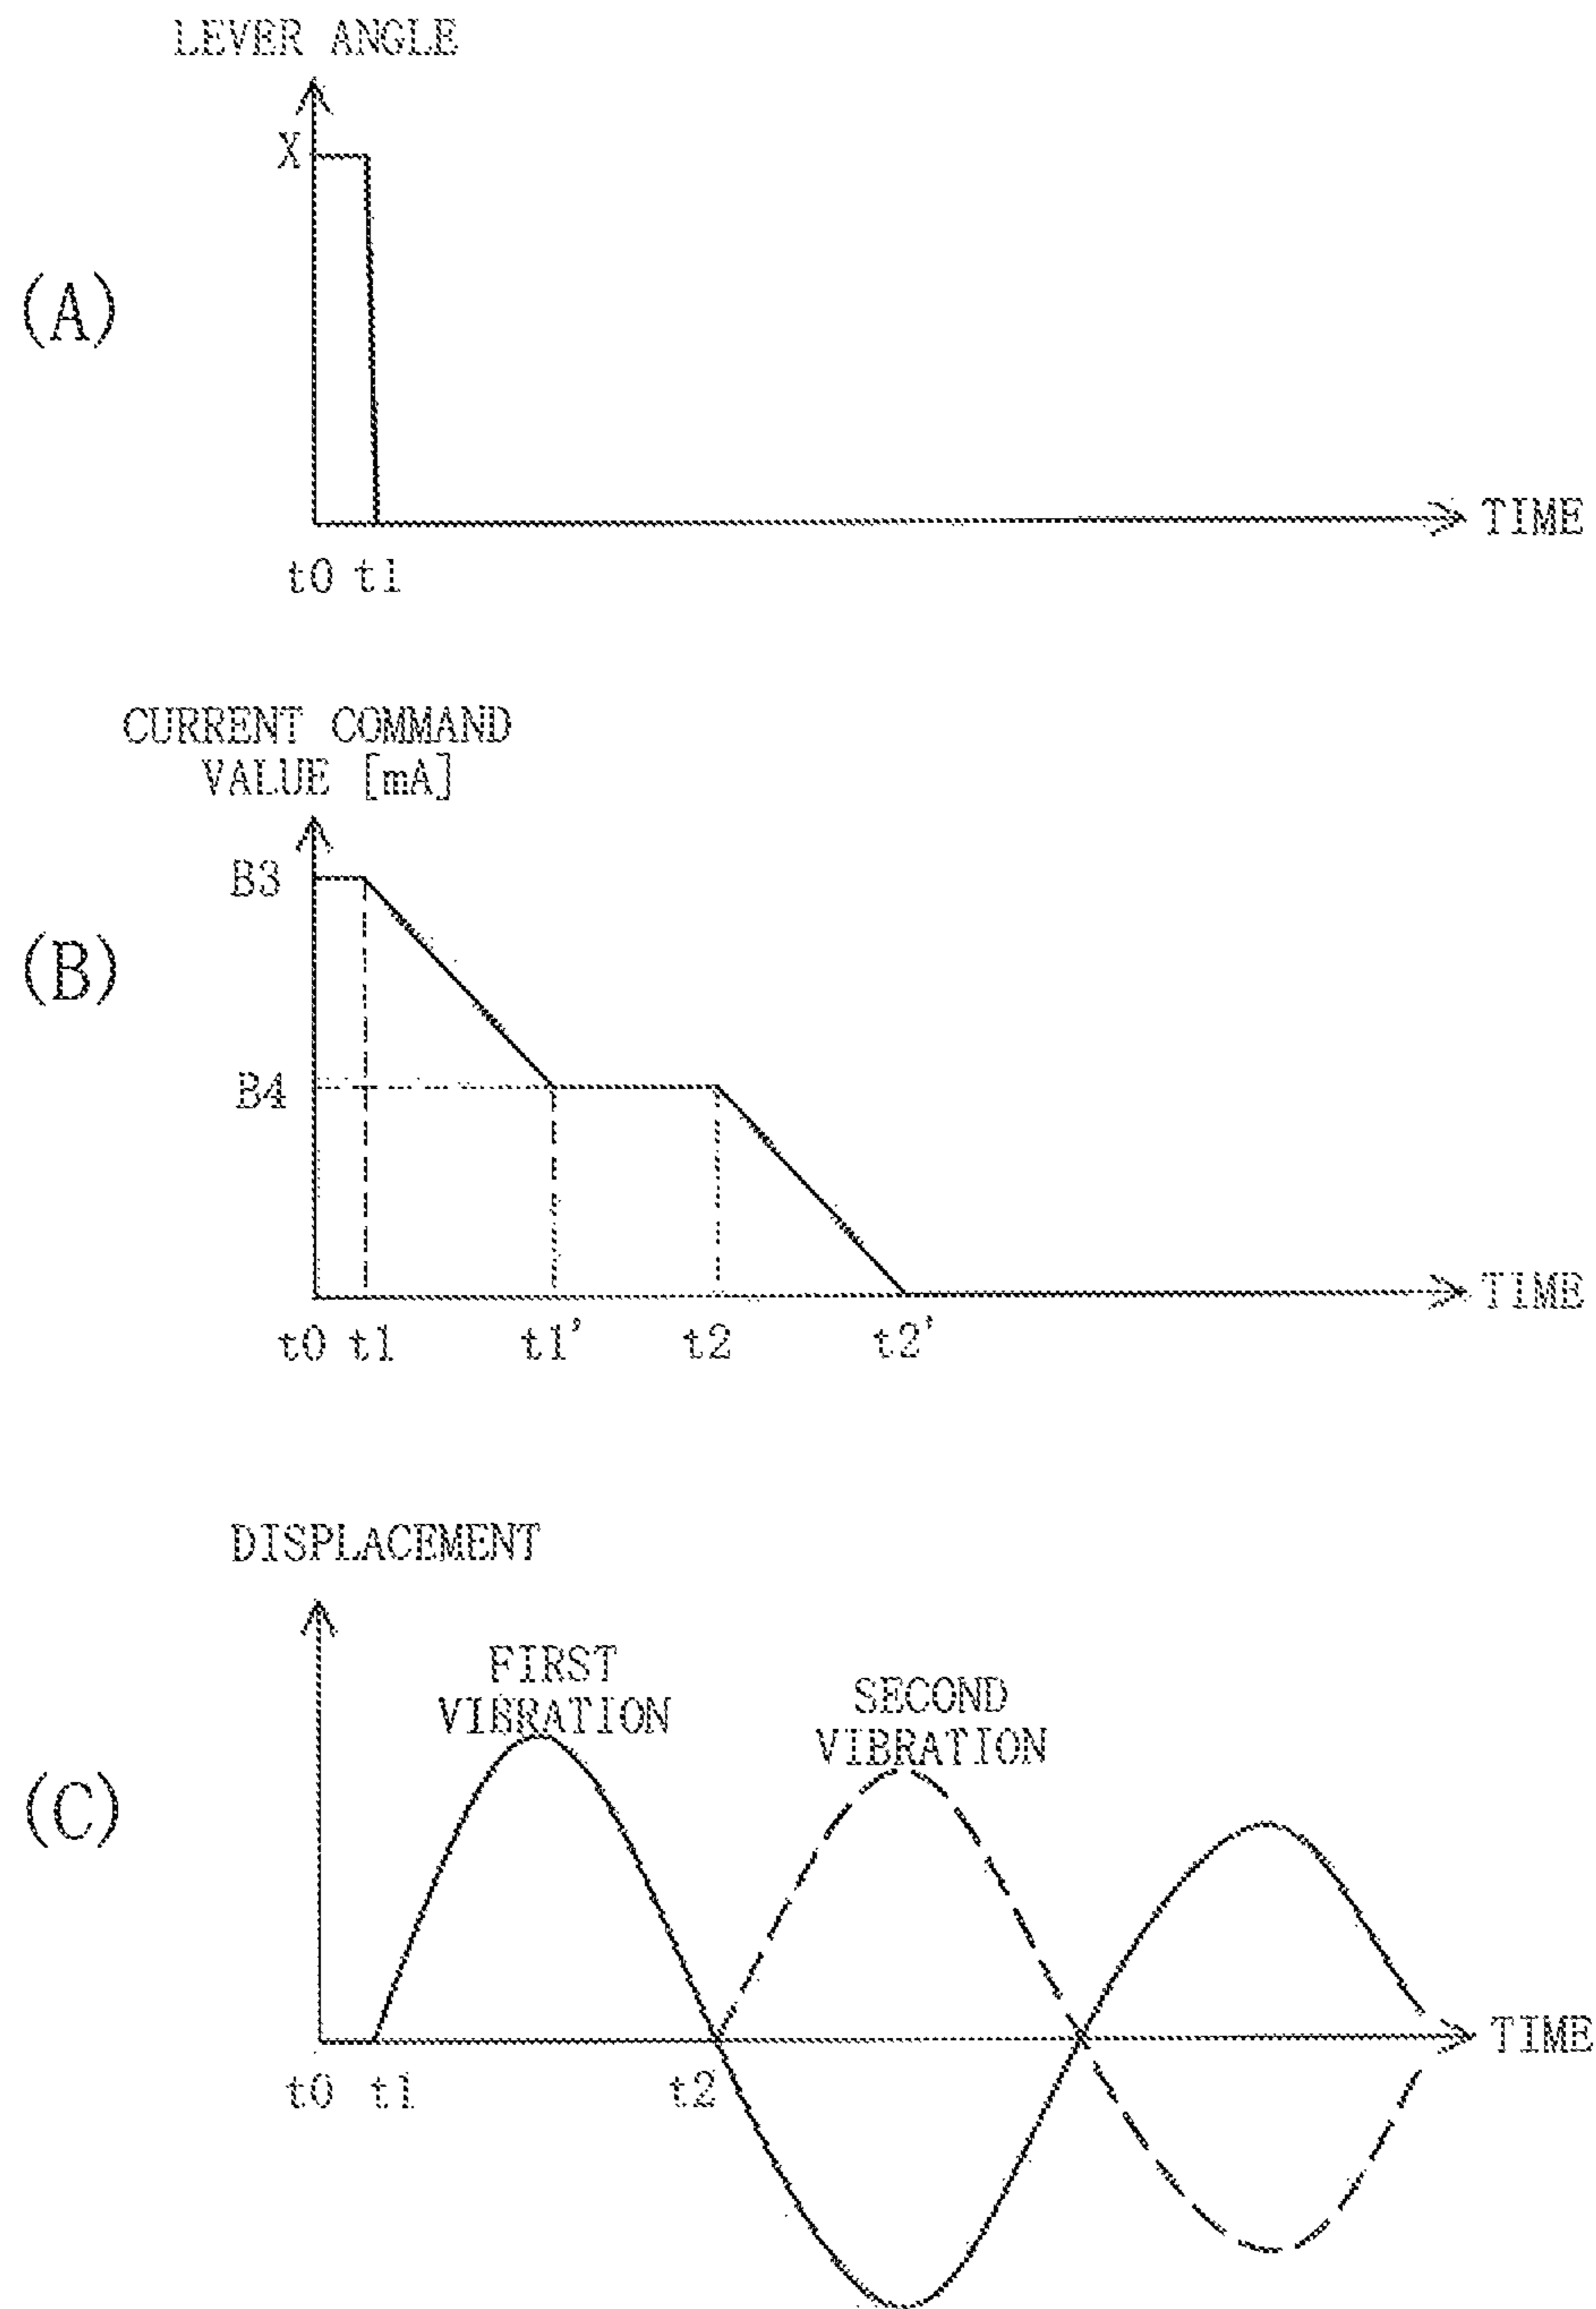 LEVER ANGLE
X
(A)
TIME
t0 t1
CURRENT COMMAND
VALUE [mA]
B3
(B)
B4
TIME
t0 t1 t1' t2 t2'
DISPLACEMENT
FIRST
VIBRATION
SECOND
VIBRATION
(C)
TIME
t0 t1 t2